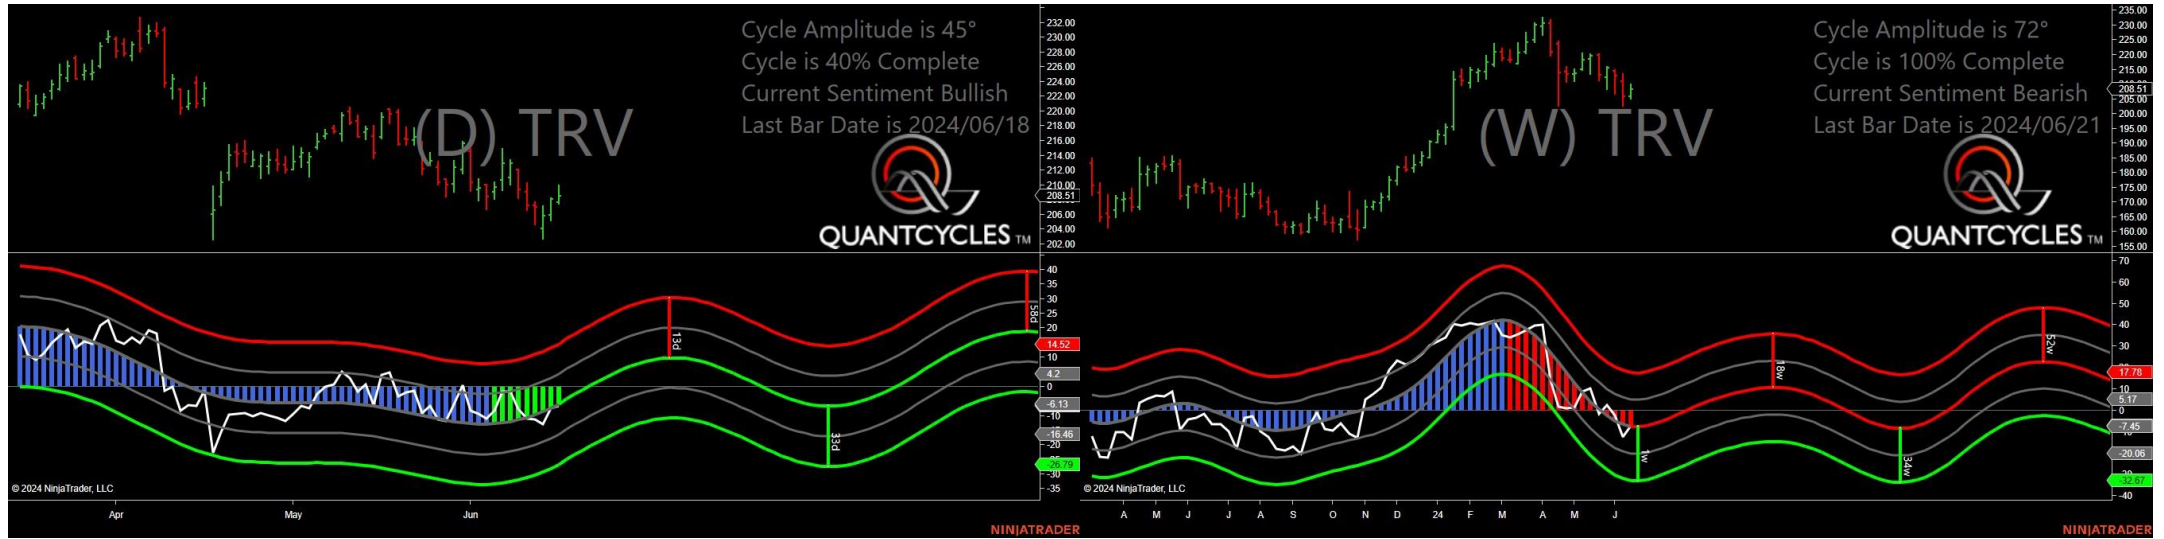 Cycle Amplitude is 45°
Cycle is 40% Complete
Current Sentiment Bullish
Last Bar Date is 2024/06/18
(D) TRV
QUANTCYCLES TM
232.00
230.00
228.00
226.00
224.00
222.00
220.00
218.00
216.00
214.00
212.00
210.00
208.51
206.00
204.00
202.00
40
35
30
25
20
14.52
10
4.2
0
-6.13
-10
-16.46
-20
-26.79
-30
-35
13d
33d
58d
© 2024 NinjaTrader, LLC
Apr May Jun
NINJATRADER
Cycle Amplitude is 72°
Cycle is 100% Complete
Current Sentiment Bearish
Last Bar Date is 2024/06/21
(W) TRV
QUANTCYCLES TM
235.00
230.00
225.00
220.00
215.00
208.51
205.00
200.00
195.00
190.00
185.00
180.00
175.00
170.00
165.00
160.00
155.00
70
60
50
40
30
17.78
10
5.17
0
-7.45
-20.06
-32.67
-40
1w
18w
34w
52w
© 2024 NinjaTrader, LLC
A M J J A S O N D 24 F M A M J
NINJATRADER